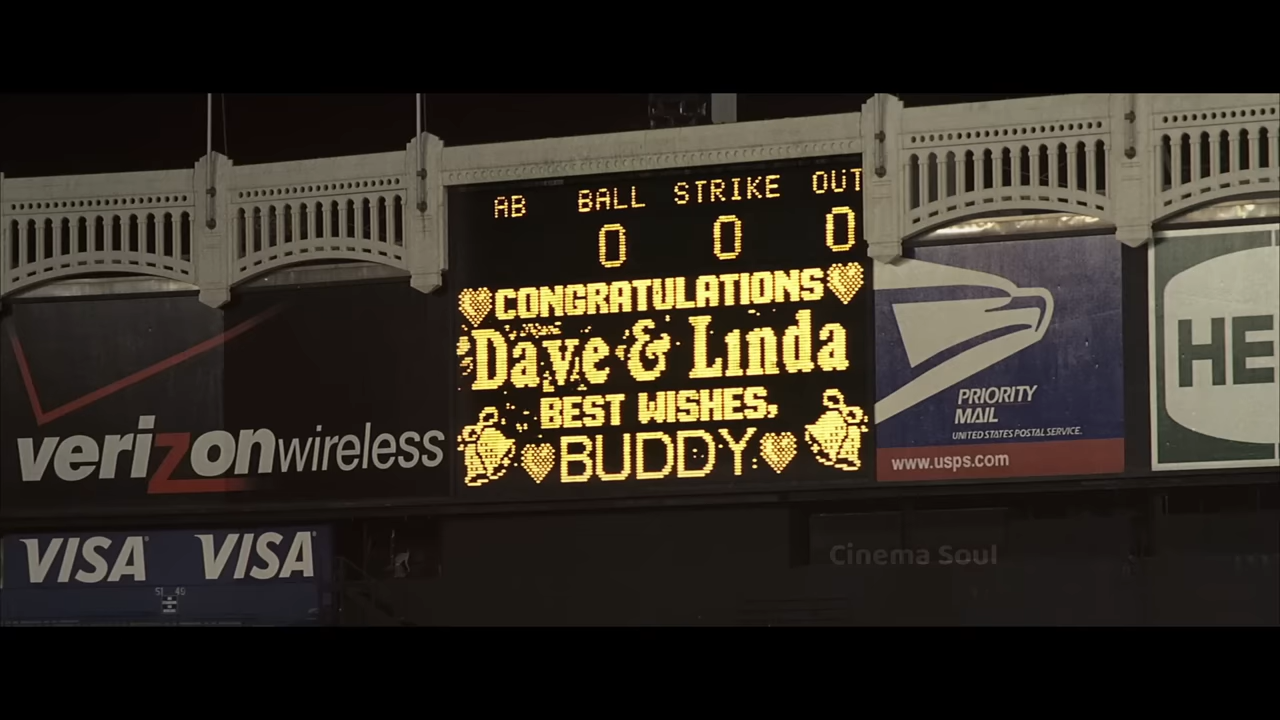 AB BALL STRIKE OUT
0 0 0
CONGRATULATIONS
Dave & Linda
BEST WISHES,
BUDDY
verizonwireless
PRIORITY
MAIL
UNITED STATES POSTAL SERVICE.
www.usps.com
HE
VISA VISA
Cinema Soul